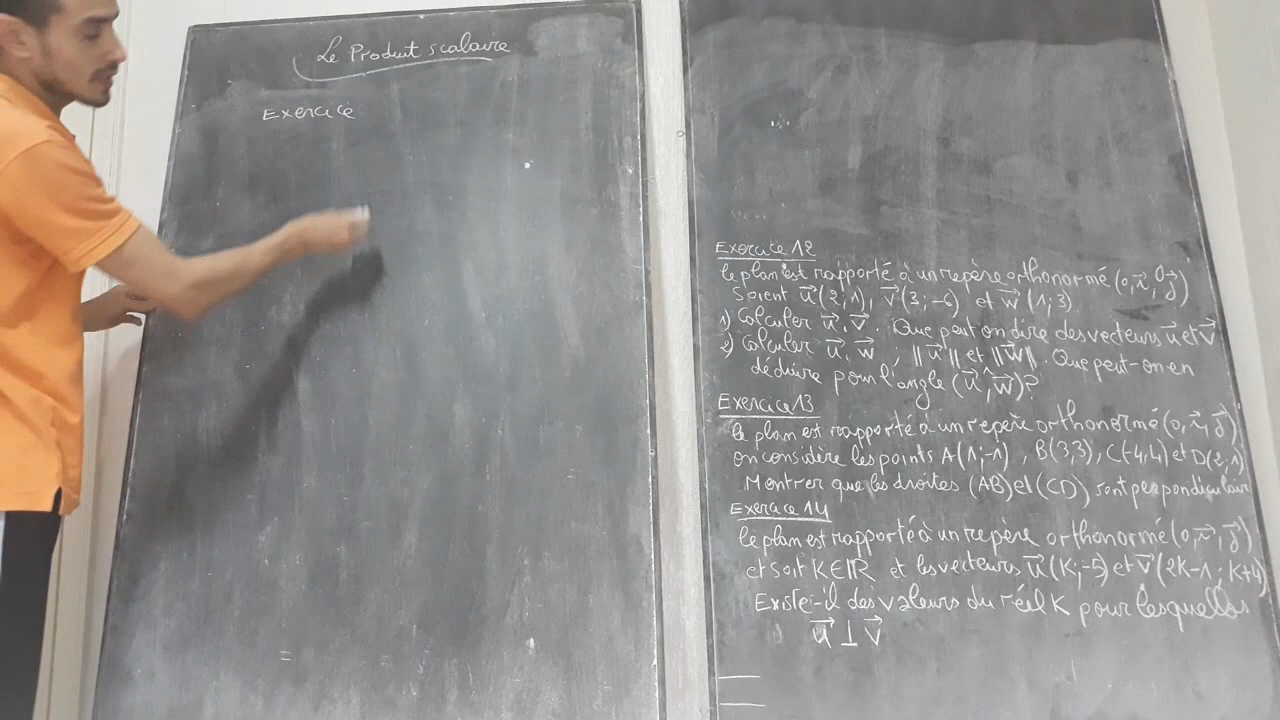 Le Produit scalaire
Exercice
Exercice 12
le plan est rapporté à un repère orthonormé (0,i,j)
Soient u(2;1), v(3;-6) et w(1;3)
1) Calculer u.v. Que peut on dire des vecteurs u et v
2) Calculer u.w, ||u|| et ||w||. Que peut-on en
déduire pour l'angle (u,w)?
Exercice 13
le plan est rapporté à un repère orthonormé (0,i,j)
on considère les points A(1;-1), B(3,3), C(-4,4) et D(2;1)
Montrer que les droites (AB) et (CD) sont perpendiculair
Exercice 14
le plan est rapporté à un repère orthonormé (0,i,j)
et soit K∈IR et les vecteurs u(K;-5) et v(2K-1;K+4)
Existe-il des valeurs du réel K pour lesquelles
u ⊥ v